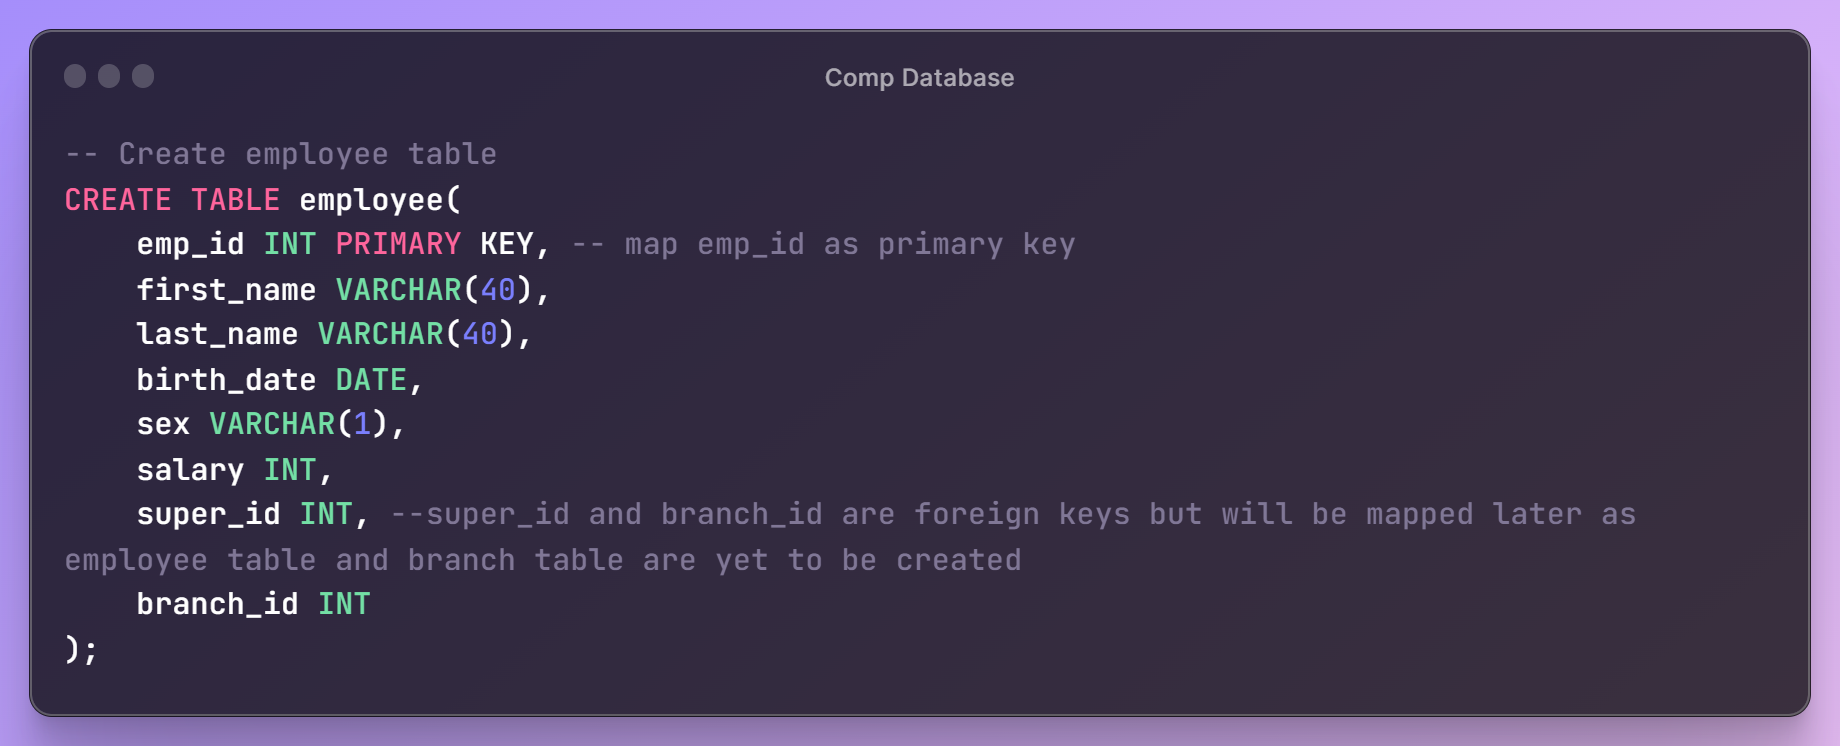 Comp Database
-- Create employee table
CREATE TABLE employee(
    emp_id INT PRIMARY KEY, -- map emp_id as primary key
    first_name VARCHAR(40),
    last_name VARCHAR(40),
    birth_date DATE,
    sex VARCHAR(1),
    salary INT,
    super_id INT, --super_id and branch_id are foreign keys but will be mapped later as
employee table and branch table are yet to be created
    branch_id INT
);